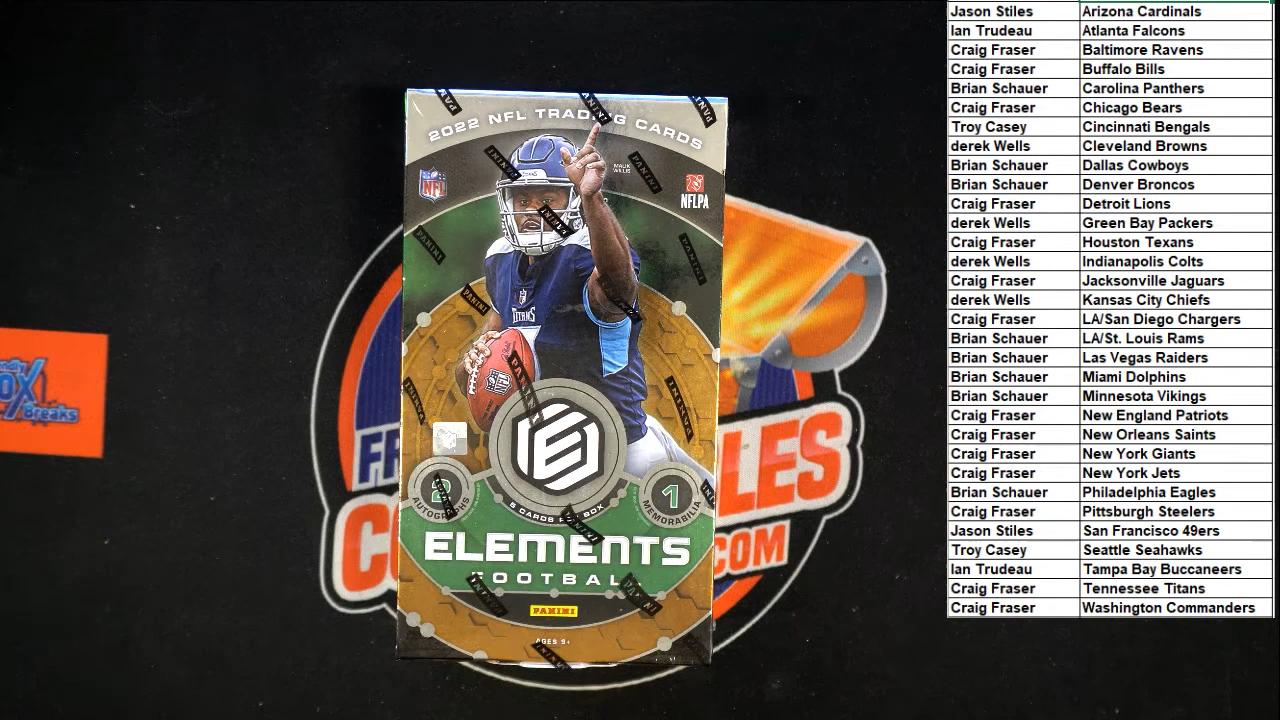 Jason Stiles Arizona Cardinals
Ian Trudeau Atlanta Falcons
Craig Fraser Baltimore Ravens
Craig Fraser Buffalo Bills
Brian Schauer Carolina Panthers
Craig Fraser Chicago Bears
Troy Casey Cincinnati Bengals
derek Wells Cleveland Browns
Brian Schauer Dallas Cowboys
Brian Schauer Denver Broncos
Craig Fraser Detroit Lions
derek Wells Green Bay Packers
Craig Fraser Houston Texans
derek Wells Indianapolis Colts
Craig Fraser Jacksonville Jaguars
derek Wells Kansas City Chiefs
Craig Fraser LA/San Diego Chargers
Brian Schauer LA/St. Louis Rams
Brian Schauer Las Vegas Raiders
Brian Schauer Miami Dolphins
Brian Schauer Minnesota Vikings
Craig Fraser New England Patriots
Craig Fraser New Orleans Saints
Craig Fraser New York Giants
Craig Fraser New York Jets
Brian Schauer Philadelphia Eagles
Craig Fraser Pittsburgh Steelers
Jason Stiles San Francisco 49ers
Troy Casey Seattle Seahawks
Ian Trudeau Tampa Bay Buccaneers
Craig Fraser Tennessee Titans
Craig Fraser Washington Commanders
2022 NFL TRADING CARDS
NFL
MALIK
WILLIS
NFLPA
TITANS
2
AUTOGRAPHS
5 CARDS PER BOX
1
MEMORABILIA
ELEMENTS
FOOTBALL
PANINI
AGES 9+
Breaks
FR
LES
CO
.COM